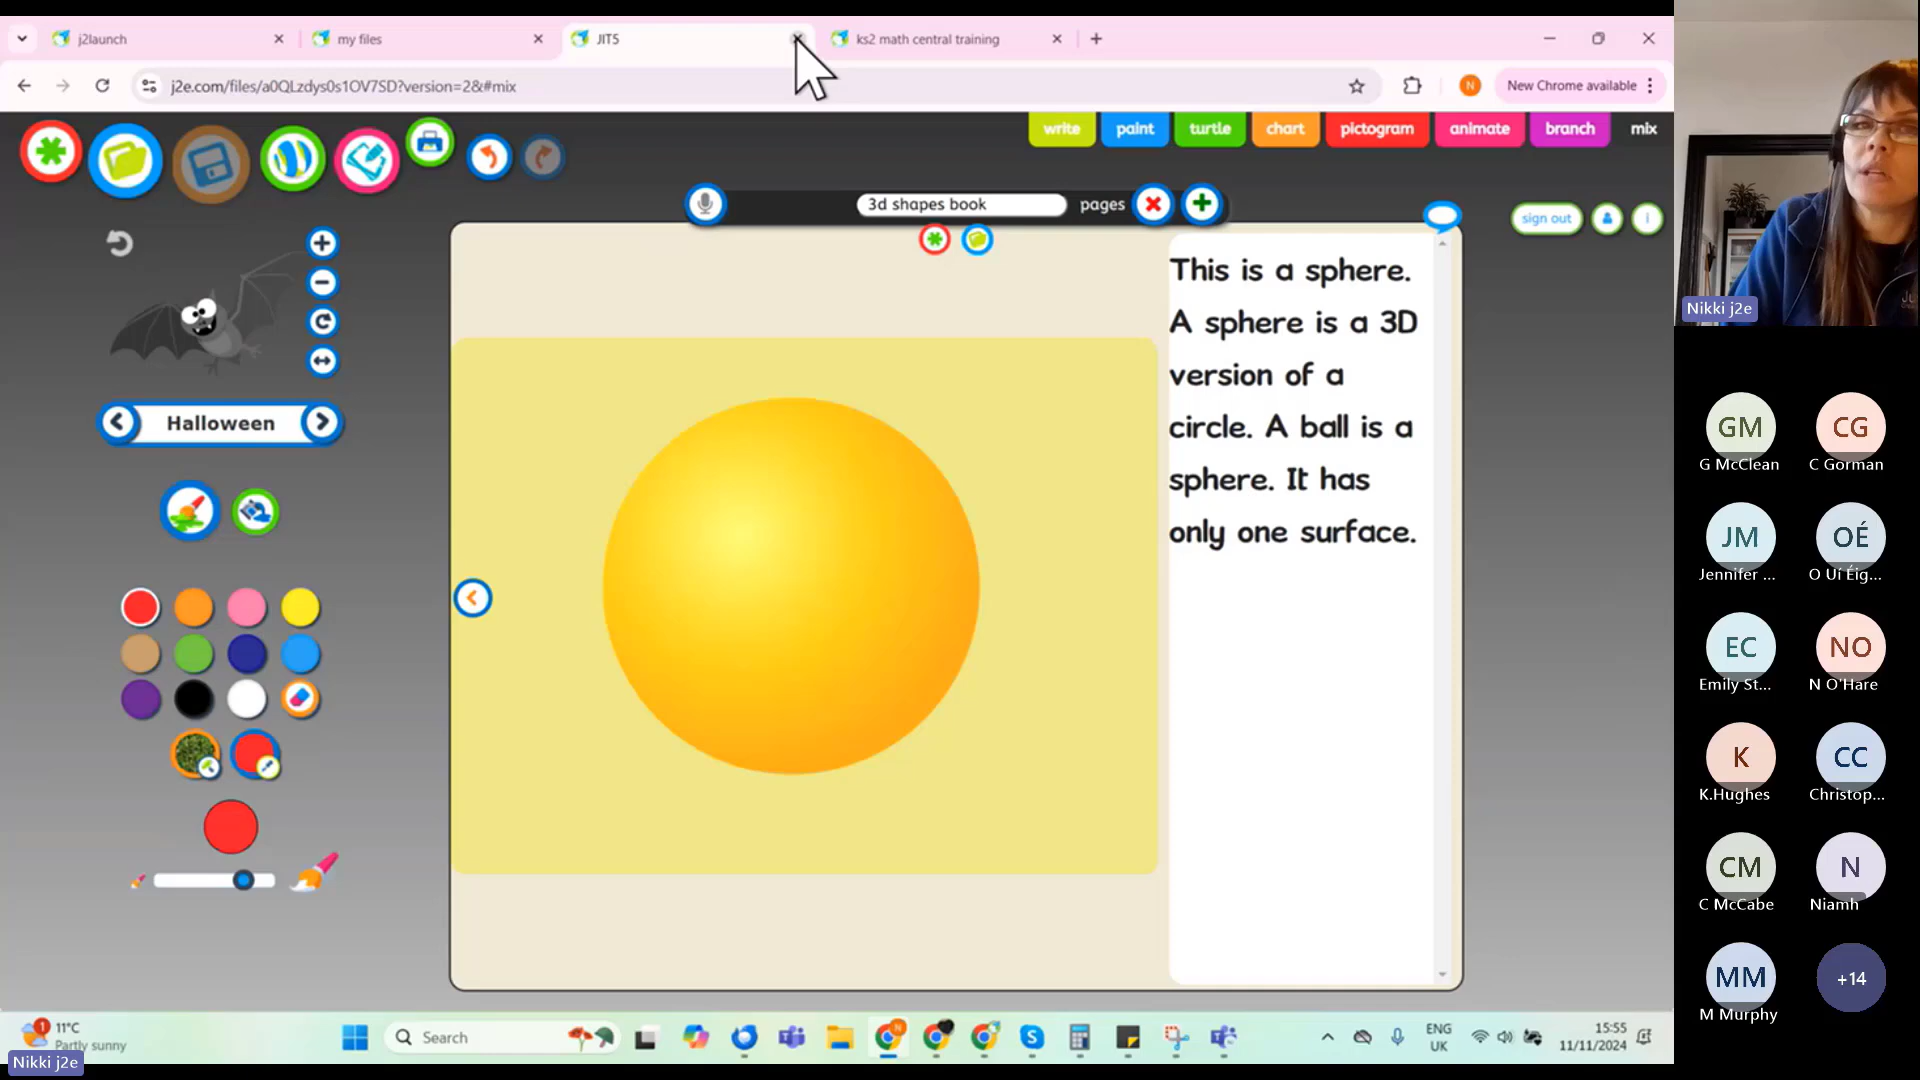 j2launch
my files
JIT5
ks2 math central training
j2e.com/files/a0QLzdys0s1OV7SD?version=2&#mix
N
New Chrome available
write
paint
turtle
chart
pictogram
animate
branch
mix
3d shapes book
pages
sign out
i
Halloween
This is a sphere.
A sphere is a 3D
version of a
circle. A ball is a
sphere. It has
only one surface.
Nikki j2e
GM
G McClean
CG
C Gorman
JM
Jennifer ...
OÉ
O Uí Éig...
EC
Emily St...
NO
N O'Hare
K
K.Hughes
CC
Christop...
CM
C McCabe
N
Niamh
MM
M Murphy
+14
1
11°C
Partly sunny
Search
ENG
UK
15:55
11/11/2024
Nikki j2e